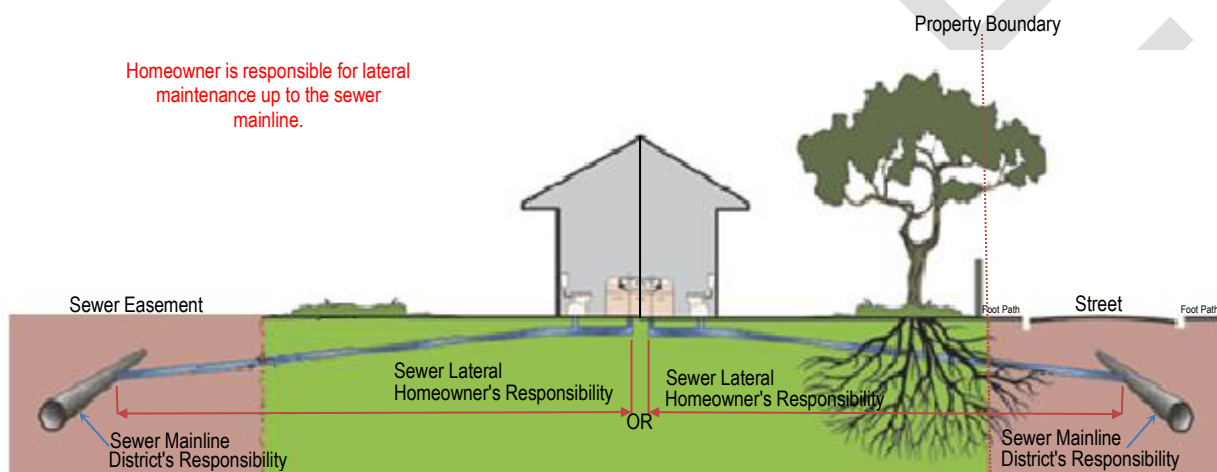 Property Boundary
Homeowner is responsible for lateral
maintenance up to the sewer
mainline.
Sewer Easement
Foot Path
Street
Foot Path
Sewer Lateral
Homeowner's Responsibility
Sewer Lateral
Homeowner's Responsibility
OR
Sewer Mainline
District's Responsibility
Sewer Mainline
District's Responsibility